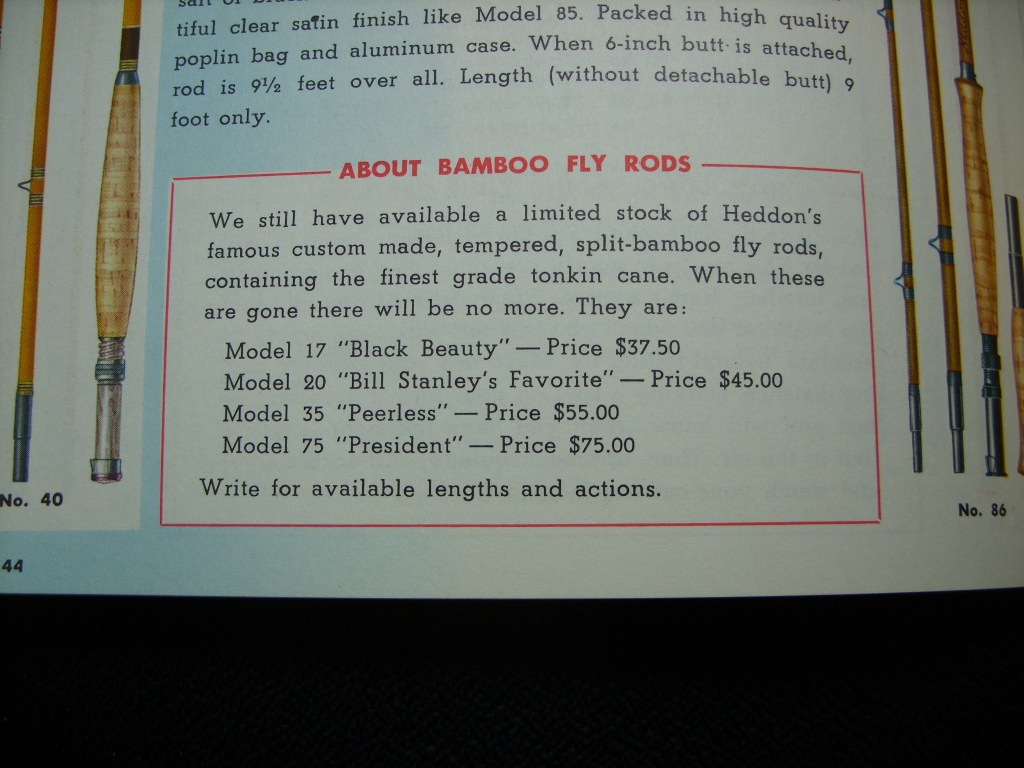 tiful clear satin finish like Model 85. Packed in high quality
poplin bag and aluminum case. When 6-inch butt is attached,
rod is 9½ feet over all. Length (without detachable butt) 9
foot only.
ABOUT BAMBOO FLY RODS
We still have available a limited stock of Heddon's
famous custom made, tempered, split-bamboo fly rods,
containing the finest grade tonkin cane. When these
are gone there will be no more. They are:
Model 17 "Black Beauty" — Price $37.50
Model 20 "Bill Stanley's Favorite" — Price $45.00
Model 35 "Peerless" — Price $55.00
Model 75 "President" — Price $75.00
Write for available lengths and actions.
No. 40
No. 86
44